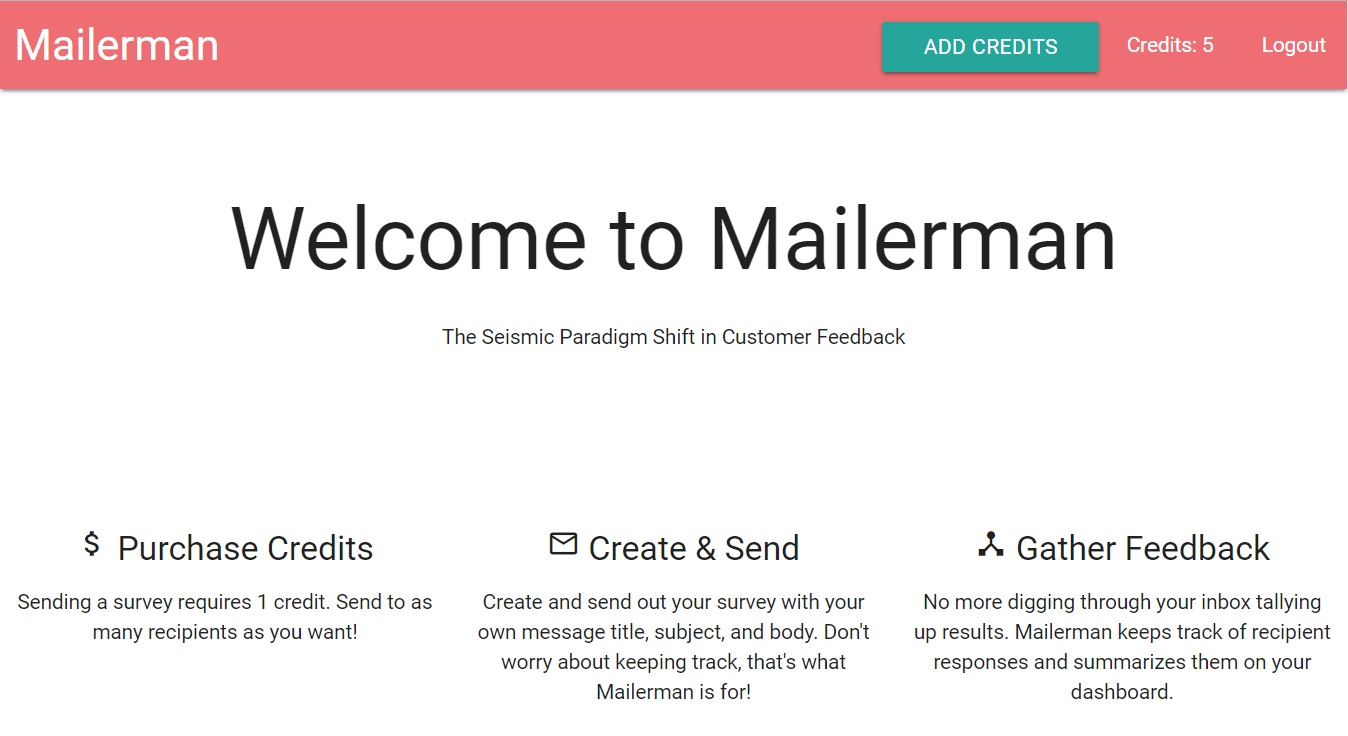 Mailerman
ADD CREDITS
Credits: 5
Logout
Welcome to Mailerman
The Seismic Paradigm Shift in Customer Feedback
$ Purchase Credits
Sending a survey requires 1 credit. Send to as
many recipients as you want!
Create & Send
Create and send out your survey with your
own message title, subject, and body. Don't
worry about keeping track, that's what
Mailerman is for!
Gather Feedback
No more digging through your inbox tallying
up results. Mailerman keeps track of recipient
responses and summarizes them on your
dashboard.